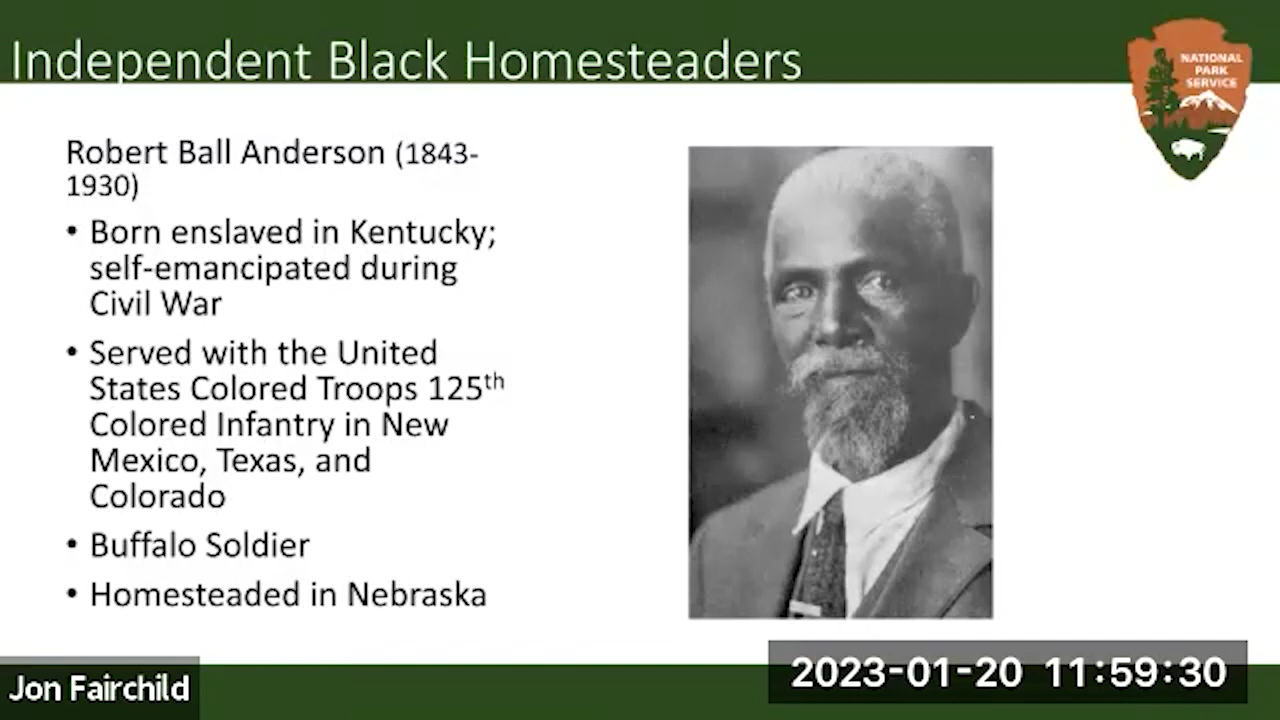 Independent Black Homesteaders
NATIONAL
PARK
SERVICE
Robert Ball Anderson (1843-
1930)
• Born enslaved in Kentucky;
self-emancipated during
Civil War
• Served with the United
States Colored Troops 125th
Colored Infantry in New
Mexico, Texas, and
Colorado
• Buffalo Soldier
• Homesteaded in Nebraska
Jon Fairchild
2023-01-20 11:59:30